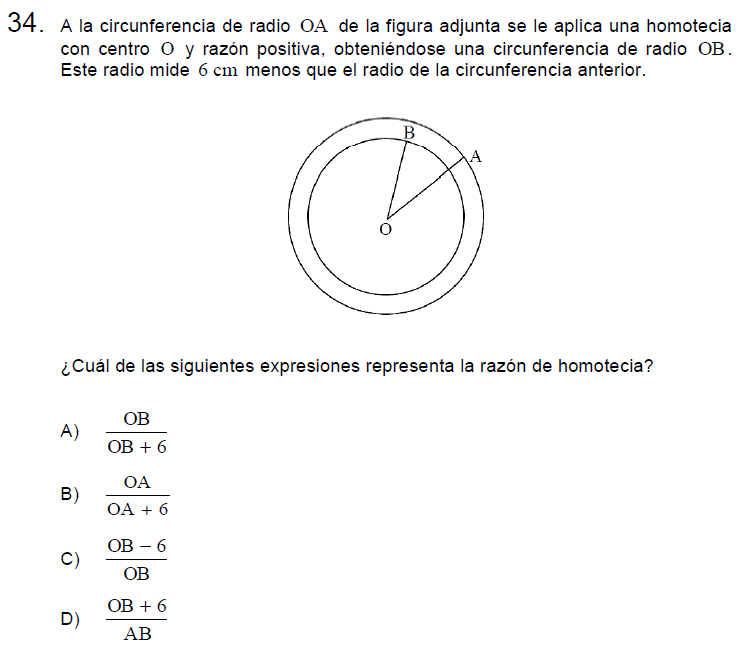 34. A la circunferencia de radio OA de la figura adjunta se le aplica una homotecia
con centro O y razón positiva, obteniéndose una circunferencia de radio OB.
Este radio mide 6 cm menos que el radio de la circunferencia anterior.
B
A
O
¿Cuál de las siguientes expresiones representa la razón de homotecia?
A) OB
OB + 6
B) OA
OA + 6
C) OB – 6
OB
D) OB + 6
AB